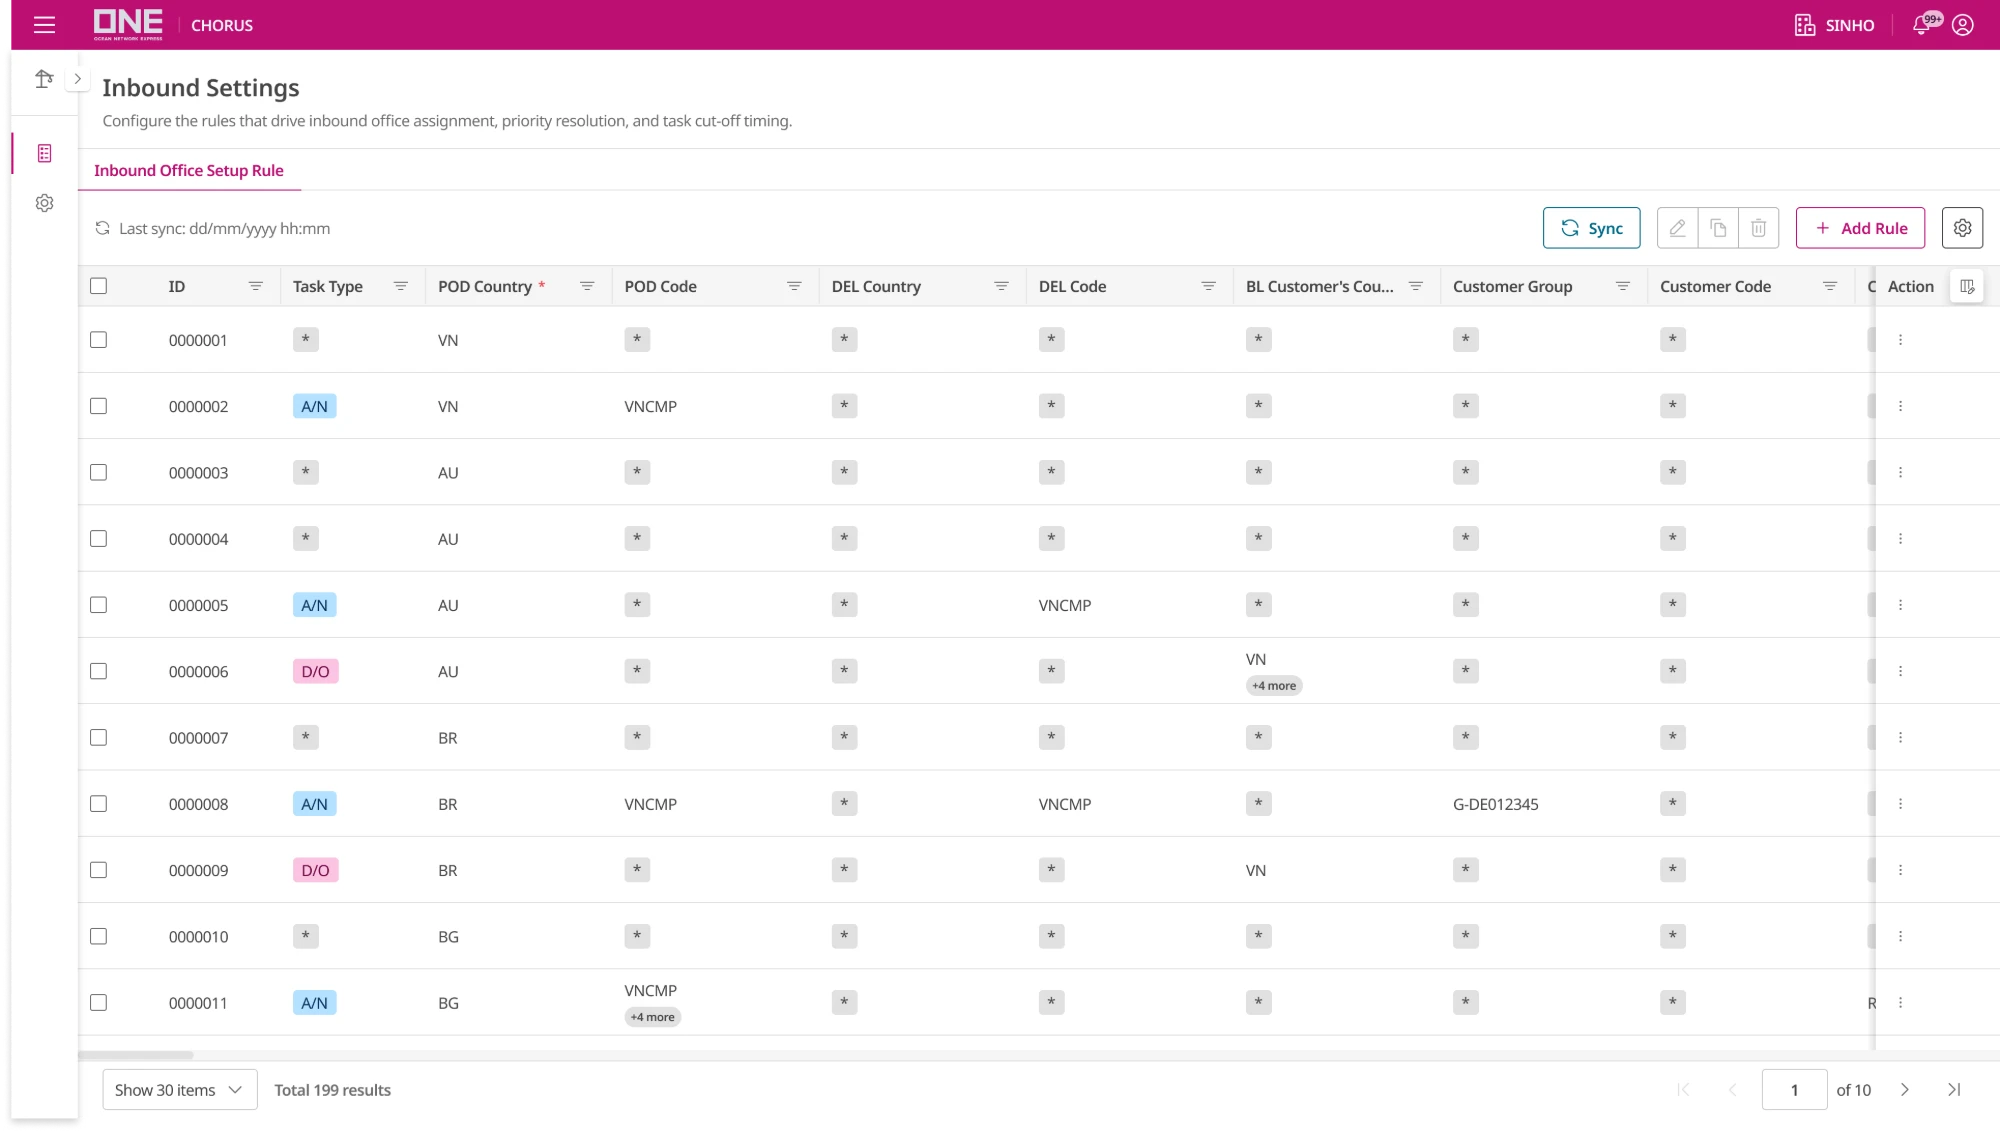 ONE
OCEAN NETWORK EXPRESS
CHORUS
SINHO
99+
Inbound Settings
Configure the rules that drive inbound office assignment, priority resolution, and task cut-off timing.
Inbound Office Setup Rule
Last sync: dd/mm/yyyy hh:mm
Sync
+ Add Rule
ID Task Type POD Country * POD Code DEL Country DEL Code BL Customer's Cou... Customer Group Customer Code C Action
0000001 * VN * * * * * *
0000002 A/N VN VNCMP * * * * *
0000003 * AU * * * * * *
0000004 * AU * * * * * *
0000005 A/N AU * * VNCMP * * *
0000006 D/O AU * * * VN * *
+4 more
0000007 * BR * * * * * *
0000008 A/N BR VNCMP * VNCMP * G-DE012345 *
0000009 D/O BR * * * VN * *
0000010 * BG * * * * * *
0000011 A/N BG VNCMP * * * * * R
+4 more
Show 30 items
Total 199 results
1 of 10